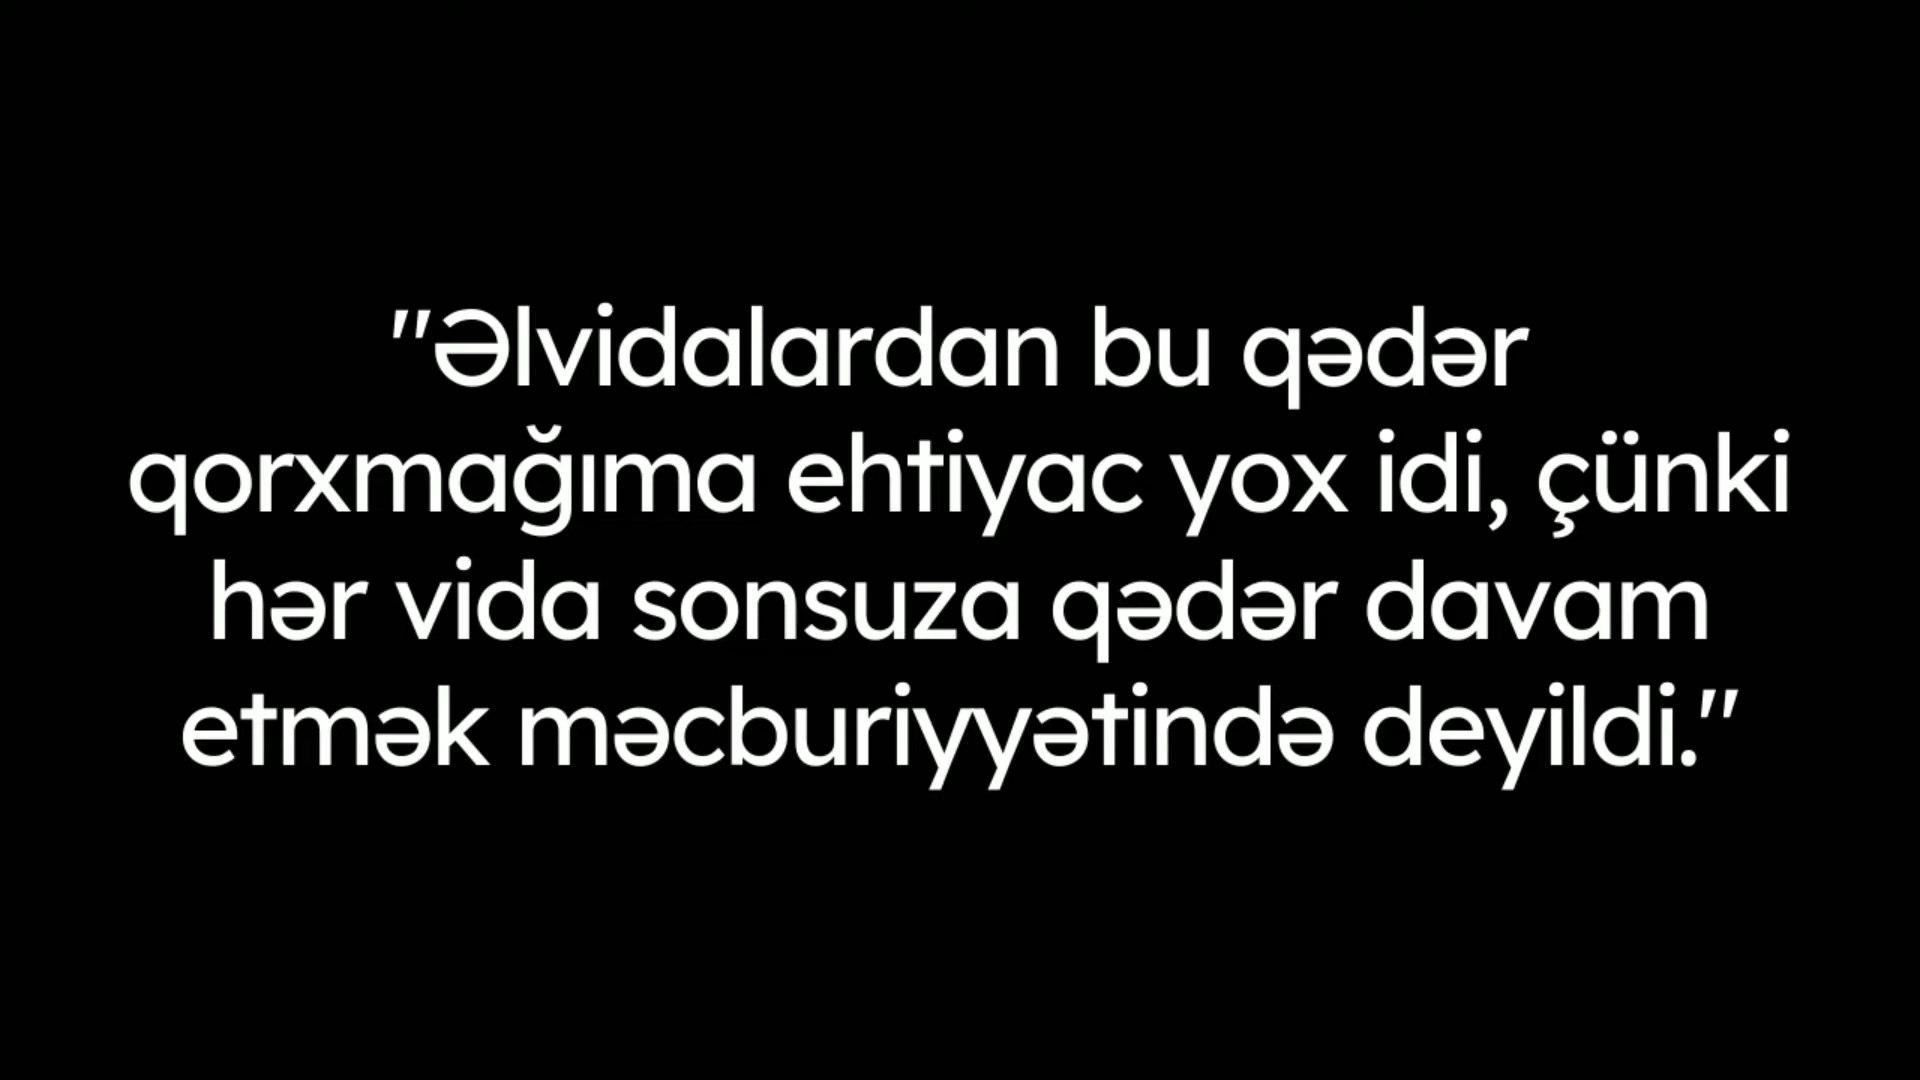 "Əlvidalardan bu qədər
qorxmağıma ehtiyac yox idi, çünki
hər vida sonsuza qədər davam
etmək məcburiyyətində deyildi."